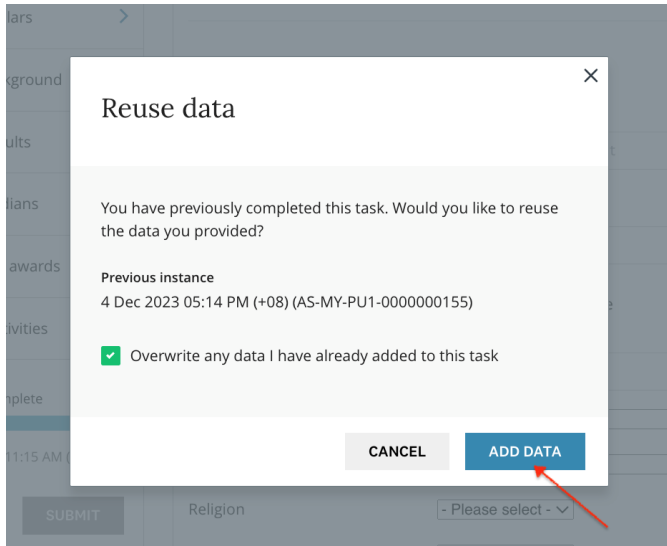 lars
kground
Reuse data
ults
You have previously completed this task. Would you like to reuse
the data you provided?
dians
awards
Previous instance
4 Dec 2023 05:14 PM (+08) (AS-MY-PU1-0000000155)
tivities
Overwrite any data I have already added to this task
mplete
11:15 AM (
CANCEL
ADD DATA
SUBMIT
Religion
- Please select -